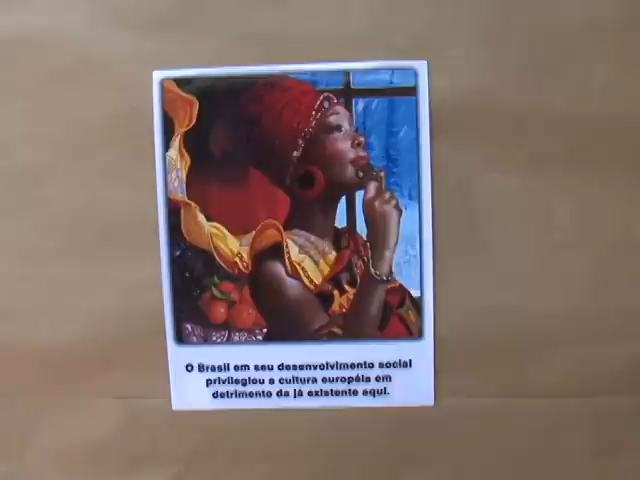 O Brasil em seu desenvolvimento social
privilegiou a cultura européia em
detrimento da já existente aqui.